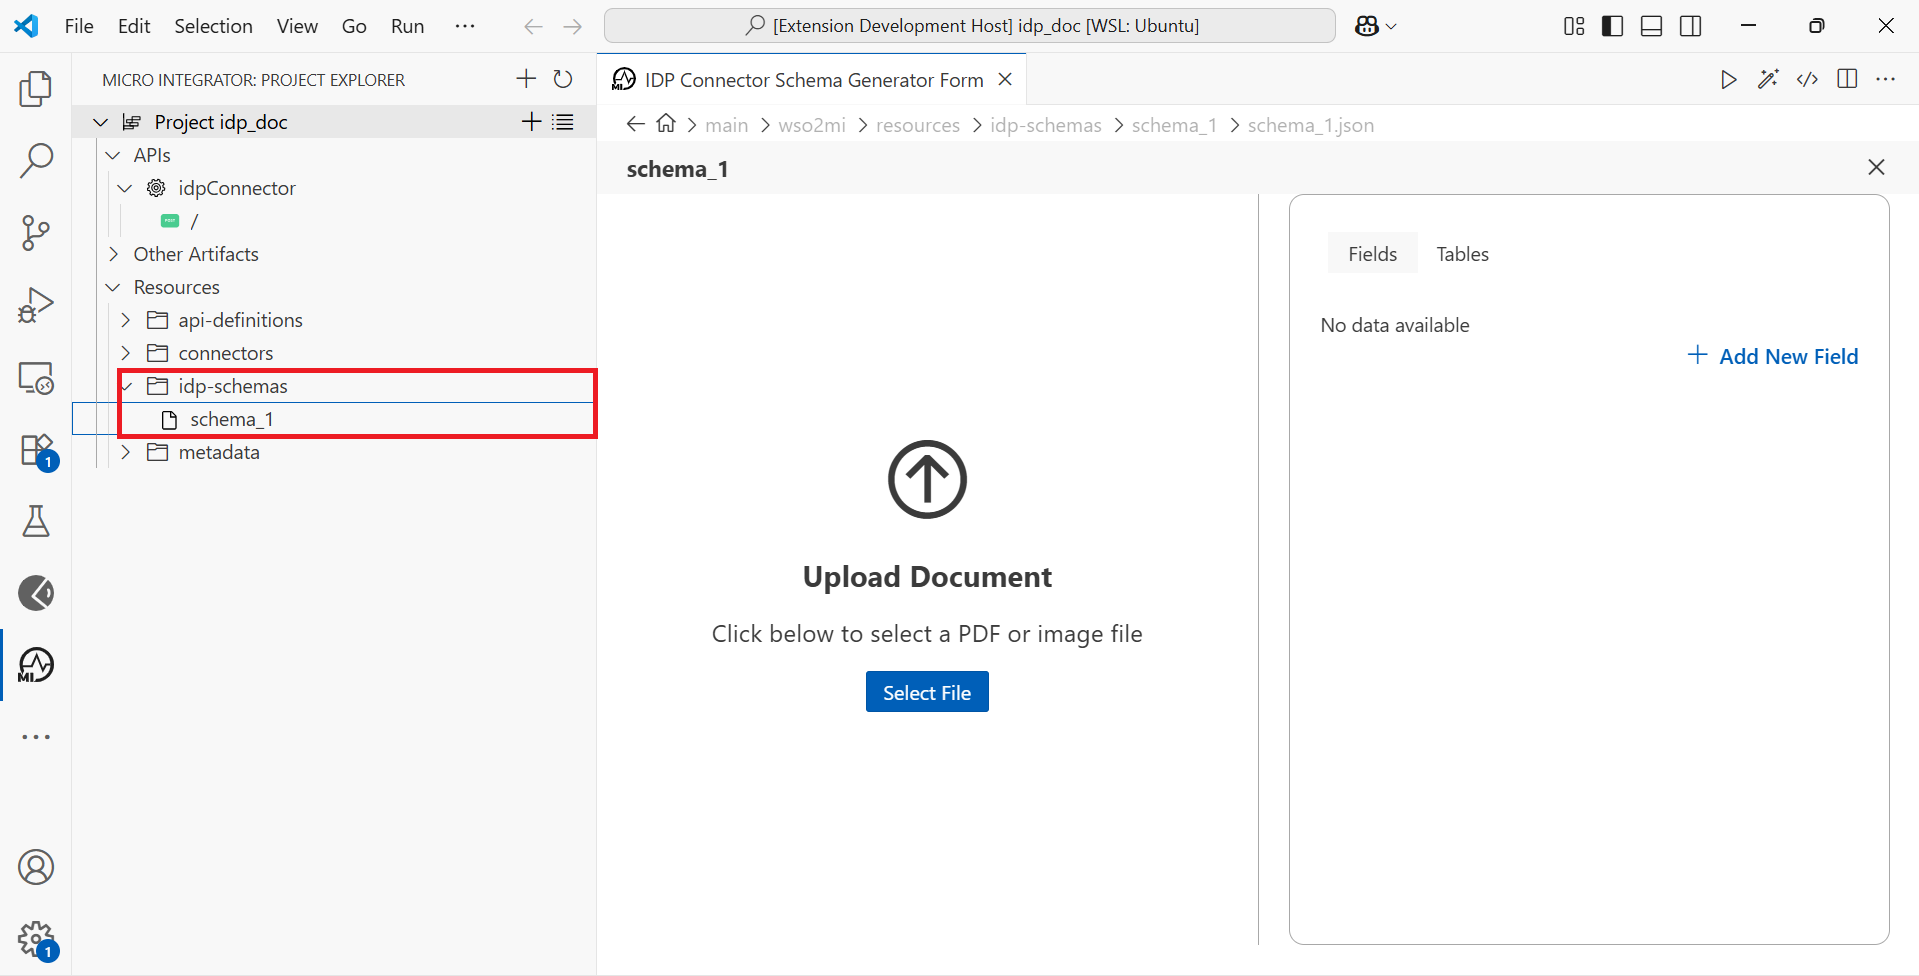 File Edit Selection View Go Run ··· [Extension Development Host] idp_doc [WSL: Ubuntu]
MICRO INTEGRATOR: PROJECT EXPLORER
Project idp_doc
APIs
idpConnector
POST /
Other Artifacts
Resources
api-definitions
connectors
idp-schemas
schema_1
metadata
1
MI
1
MI IDP Connector Schema Generator Form
main > wso2mi > resources > idp-schemas > schema_1 > schema_1.json
schema_1
Upload Document
Click below to select a PDF or image file
Select File
Fields Tables
No data available
Add New Field